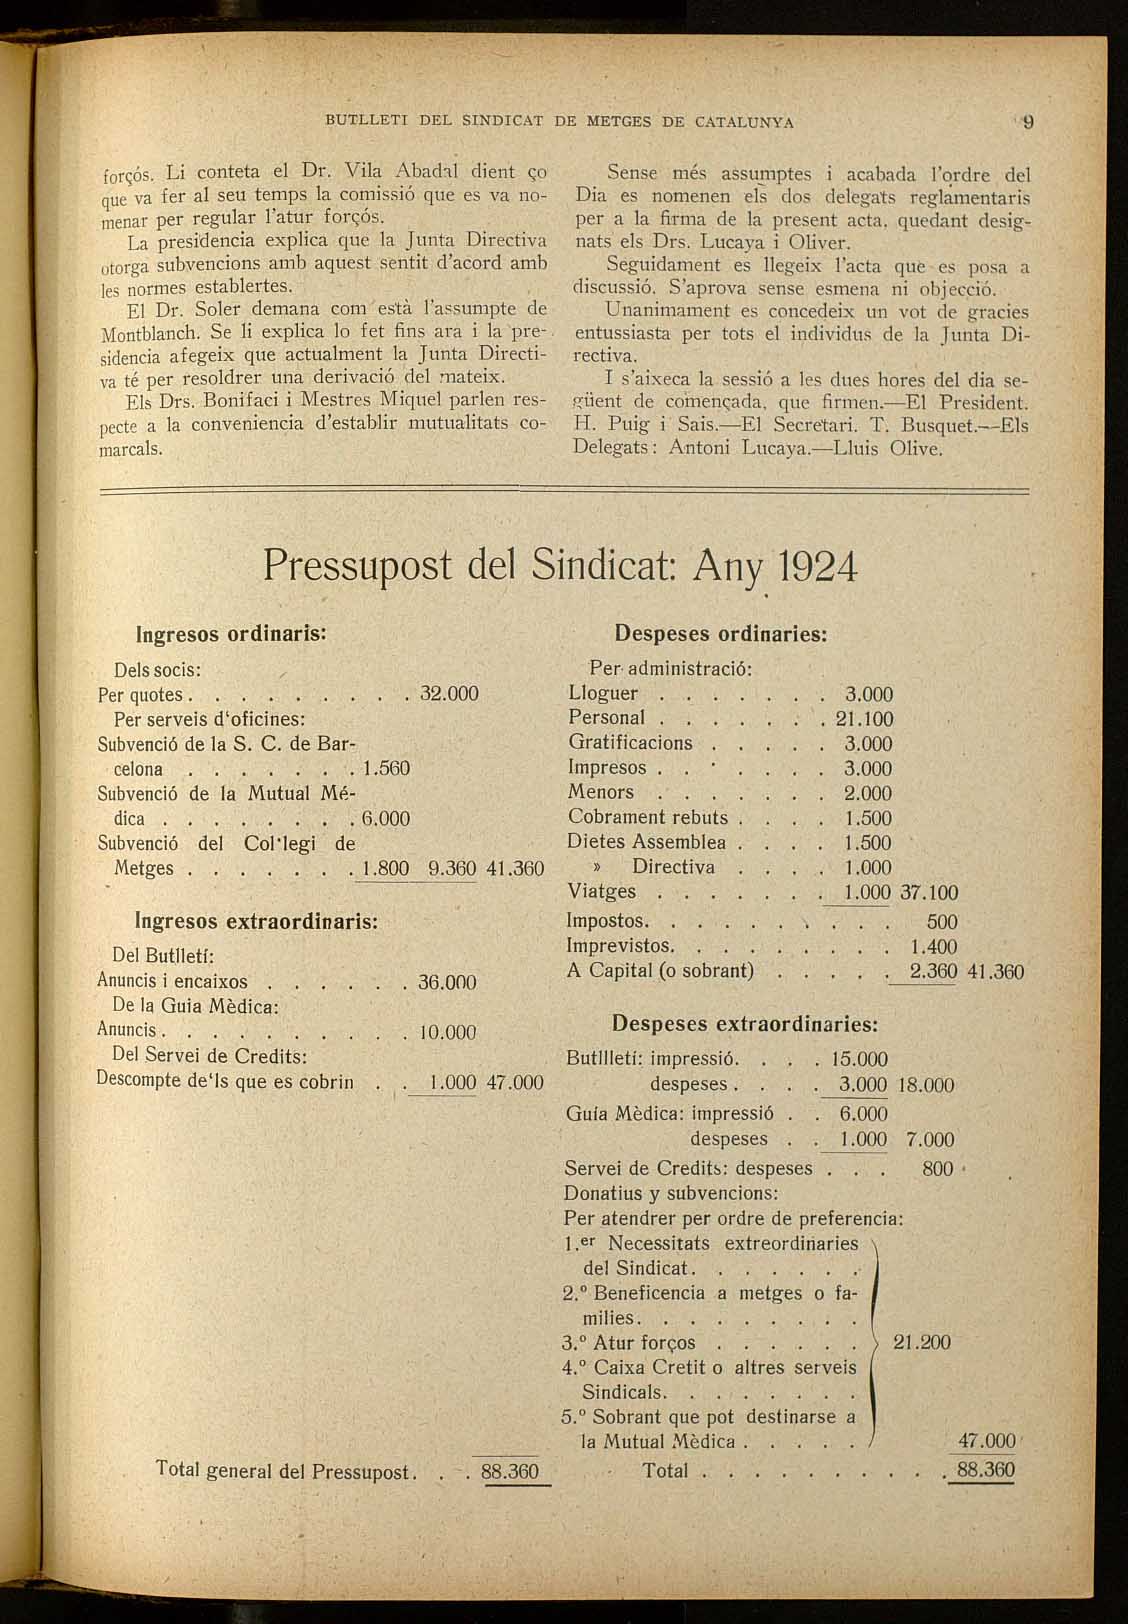 BUTLLETI DEL SINDICAT DE METGES DE CATALUNYA 9
forçós. Li conteta el Dr. Vila Abadal dient ço
que va fer al seu temps la comissió que es va no-
menar per regular l'atur forçós.
La presidencia explica que la Junta Directiva
otorga subvencions amb aquest sentit d'acord amb
les normes establertes.
El Dr. Soler demana com està l'assumpte de
Montblanch. Se li explica lo fet fins ara i la pre-
sidencia afegeix que actualment la Junta Directi-
va té per resoldrer una derivació del mateix.
Els Drs. Bonifaci i Mestres Miquel parlen res-
pecte a la conveniencia d'establir mutualitats co-
marcals.
Sense més assumptes i acabada l'ordre del
Dia es nomenen els dos delegats reglamentaris
per a la firma de la present acta, quedant desig-
nats els Drs. Lucaya i Oliver.
Seguidament es llegeix l'acta que es posa a
discussió. S'aprova sense esmena ni objecció.
Unanimament es concedeix un vot de gracies
entussiasta per tots el individus de la Junta Di-
rectiva.
I s'aixeca la sessió a les dues hores del dia se-
güent de començada, que firmen.—El President.
H. Puig i Sais.—El Secretari. T. Busquet.—Els
Delegats: Antoni Lucaya.—Lluis Olive.
Pressupost del Sindicat: Any 1924
Ingresos ordinaris:
Dels socis:
Per quotes . . . . . . . . . 32.000
Per serveis d'oficines:
Subvenció de la S. C. de Bar-
celona . . . . . . . 1.560
Subvenció de la Mutual Mé-
dica . . . . . . . . 6.000
Subvenció del Col·legi de
Metges . . . . . . . 1.800 9.360 41.360
Ingresos extraordinaris:
Del Butlletí:
Anuncis i encaixos . . . . . . 36.000
De la Guia Mèdica:
Anuncis . . . . . . . . . . 10.000
Del Servei de Credits:
Descompte de'ls que es cobrin . . 1.000 47.000
Total general del Pressupost. . . 88.360
Despeses ordinaries:
Per administració:
Lloguer . . . . . . . 3.000
Personal . . . . . . . 21.100
Gratificacions . . . . . 3.000
Impresos . . . . . . . 3.000
Menors . . . . . . . 2.000
Cobrament rebuts . . . . 1.500
Dietes Assemblea . . . . 1.500
» Directiva . . . . 1.000
Viatges . . . . . . . 1.000 37.100
Impostos. . . . . . . . . . 500
Imprevistos. . . . . . . . . 1.400
A Capital (o sobrant) . . . . . 2.360 41.360
Despeses extraordinaries:
Butllletí: impressió. . . . 15.000
despeses . . . . 3.000 18.000
Guía Mèdica: impressió . . 6.000
despeses . . 1.000 7.000
Servei de Credits: despeses . . . 800
Donatius y subvencions:
Per atendrer per ordre de preferencia:
1.er Necessitats extreordinaries
del Sindicat. . . . . . .
2.º Beneficencia a metges o fa-
milies. . . . . . . . .
3.º Atur forços . . . . . . 21.200
4.º Caixa Cretit o altres serveis
Sindicals. . . . . . . .
5.º Sobrant que pot destinarse a
la Mutual Mèdica . . . . . 47.000
Total . . . . . . . . . . 88.360